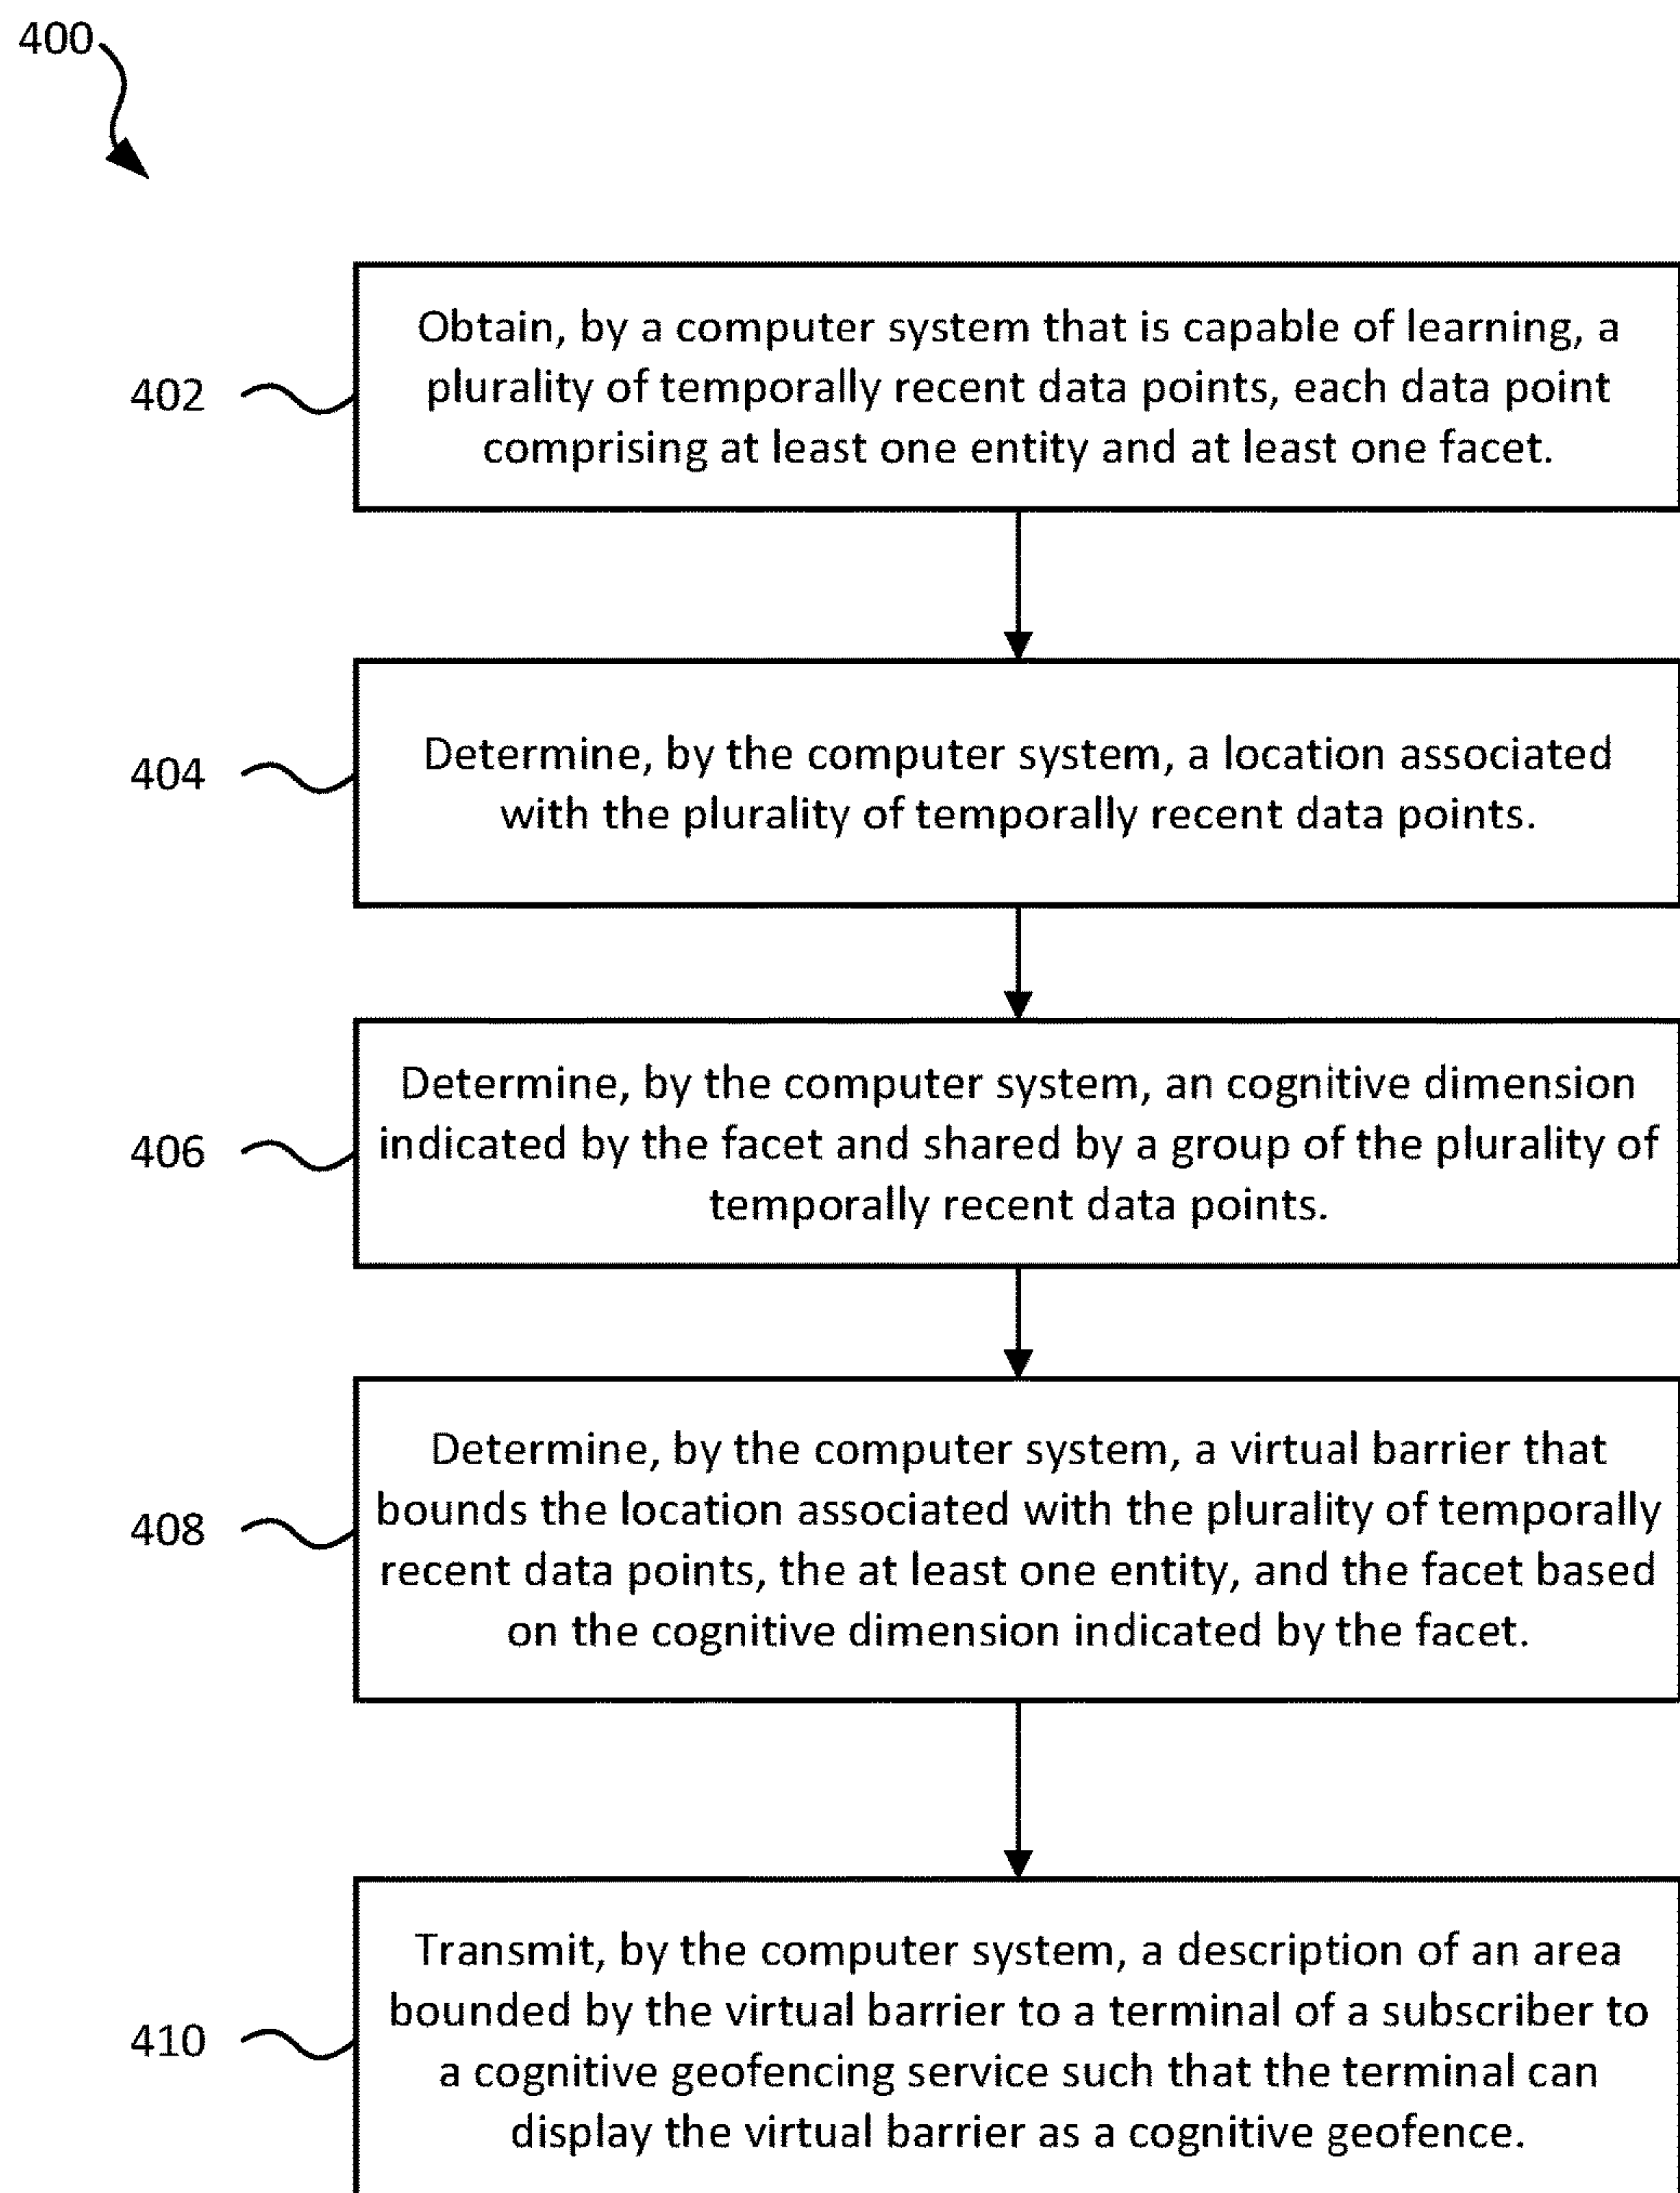 400
Obtain, by a computer system that is capable of learning, a
plurality of temporally recent data points, each data point
comprising at least one entity and at least one facet.
402
Determine, by the computer system, a location associated
with the plurality of temporally recent data points.
404
Determine, by the computer system, an cognitive dimension
indicated by the facet and shared by a group of the plurality of
temporally recent data points.
406
Determine, by the computer system, a virtual barrier that
bounds the location associated with the plurality of temporally
recent data points, the at least one entity, and the facet based
on the cognitive dimension indicated by the facet.
408
Transmit, by the computer system, a description of an area
bounded by the virtual barrier to a terminal of a subscriber to
a cognitive geofencing service such that the terminal can
display the virtual barrier as a cognitive geofence.
410